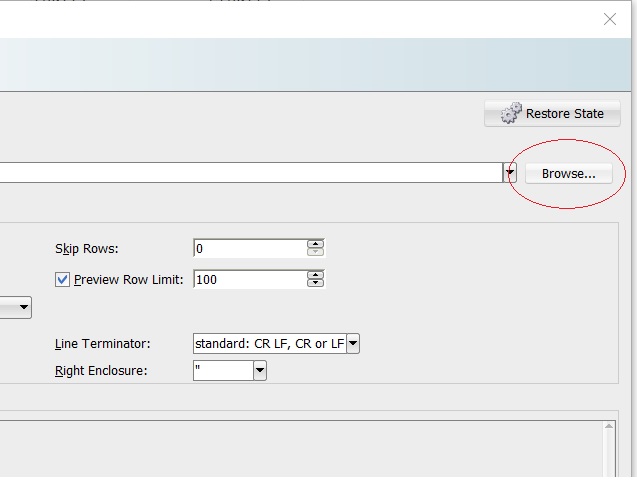 Restore State
Browse...
Skip Rows: 0
Preview Row Limit: 100
Line Terminator: standard: CR LF, CR or LF
Right Enclosure: "